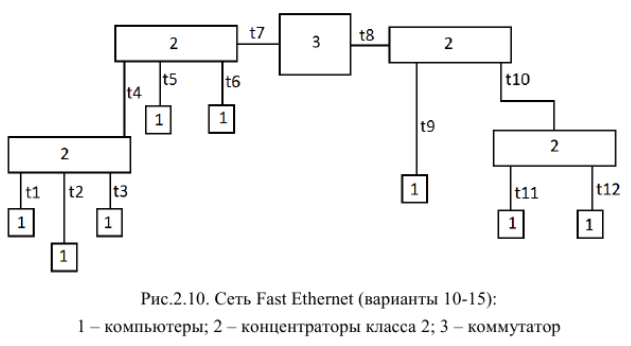 t7
t8
2
3
2
t5
t10
t4
t6
1
1
t9
2
2
t1
t2
t3
1
t11
t12
1
1
1
1
1
Рис.2.10. Сеть Fast Ethernet (варианты 10-15):
1 – компьютеры; 2 – концентраторы класса 2; 3 – коммутатор